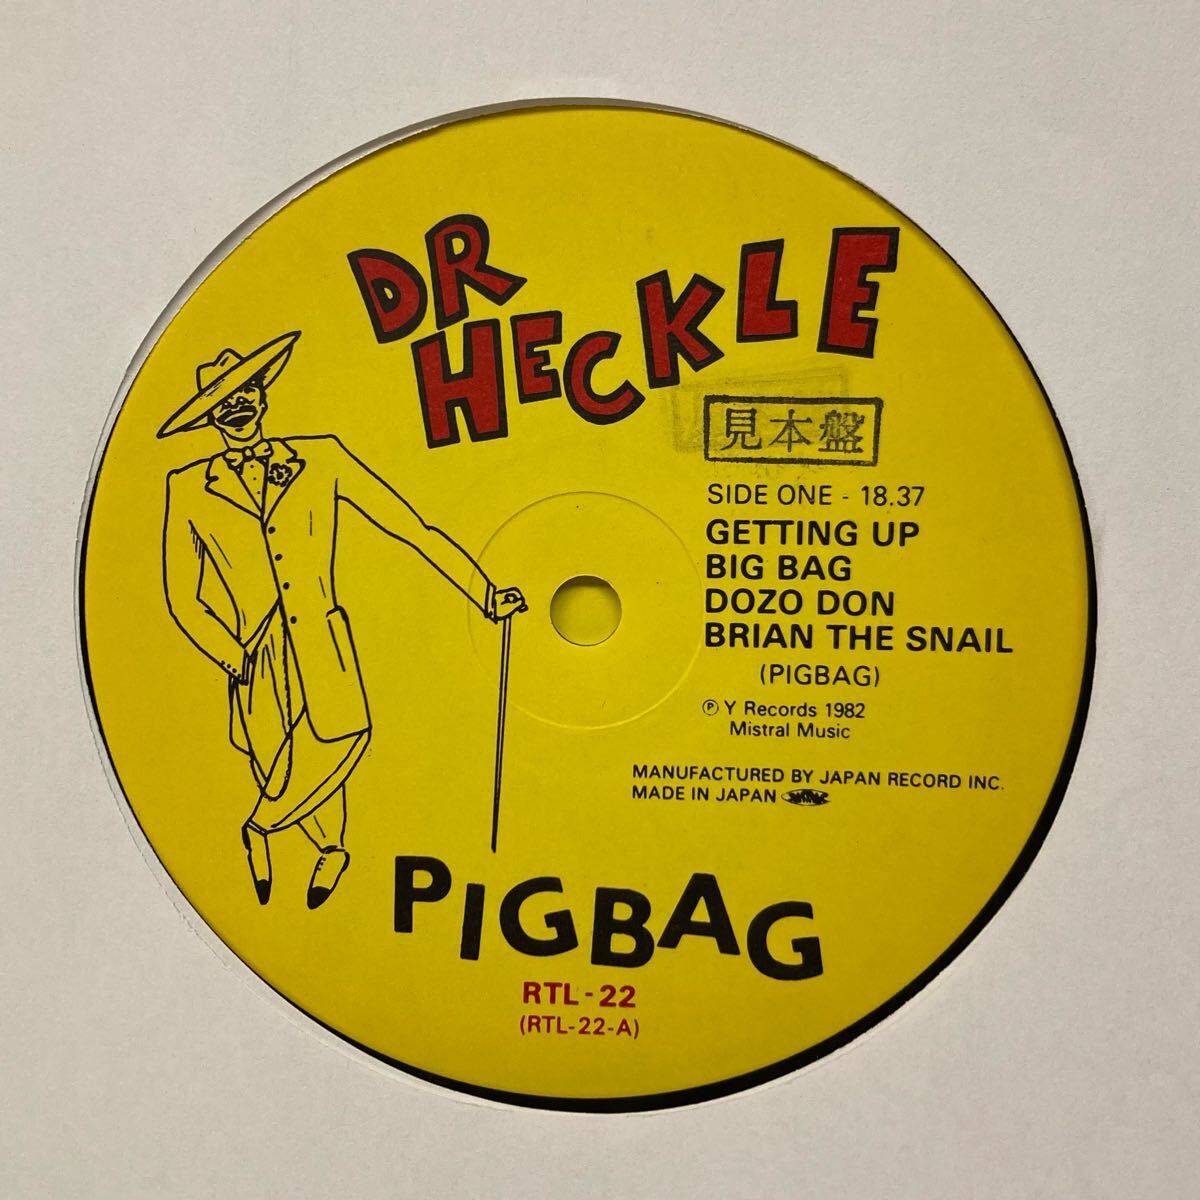 DR
HECKLE
見本盤
SIDE ONE - 18.37
GETTING UP
BIG BAG
DOZO DON
BRIAN THE SNAIL
(PIGBAG)
Ⓟ Y Records 1982
Mistral Music
MANUFACTURED BY JAPAN RECORD INC.
MADE IN JAPAN
PIGBAG
RTL-22
(RTL-22-A)